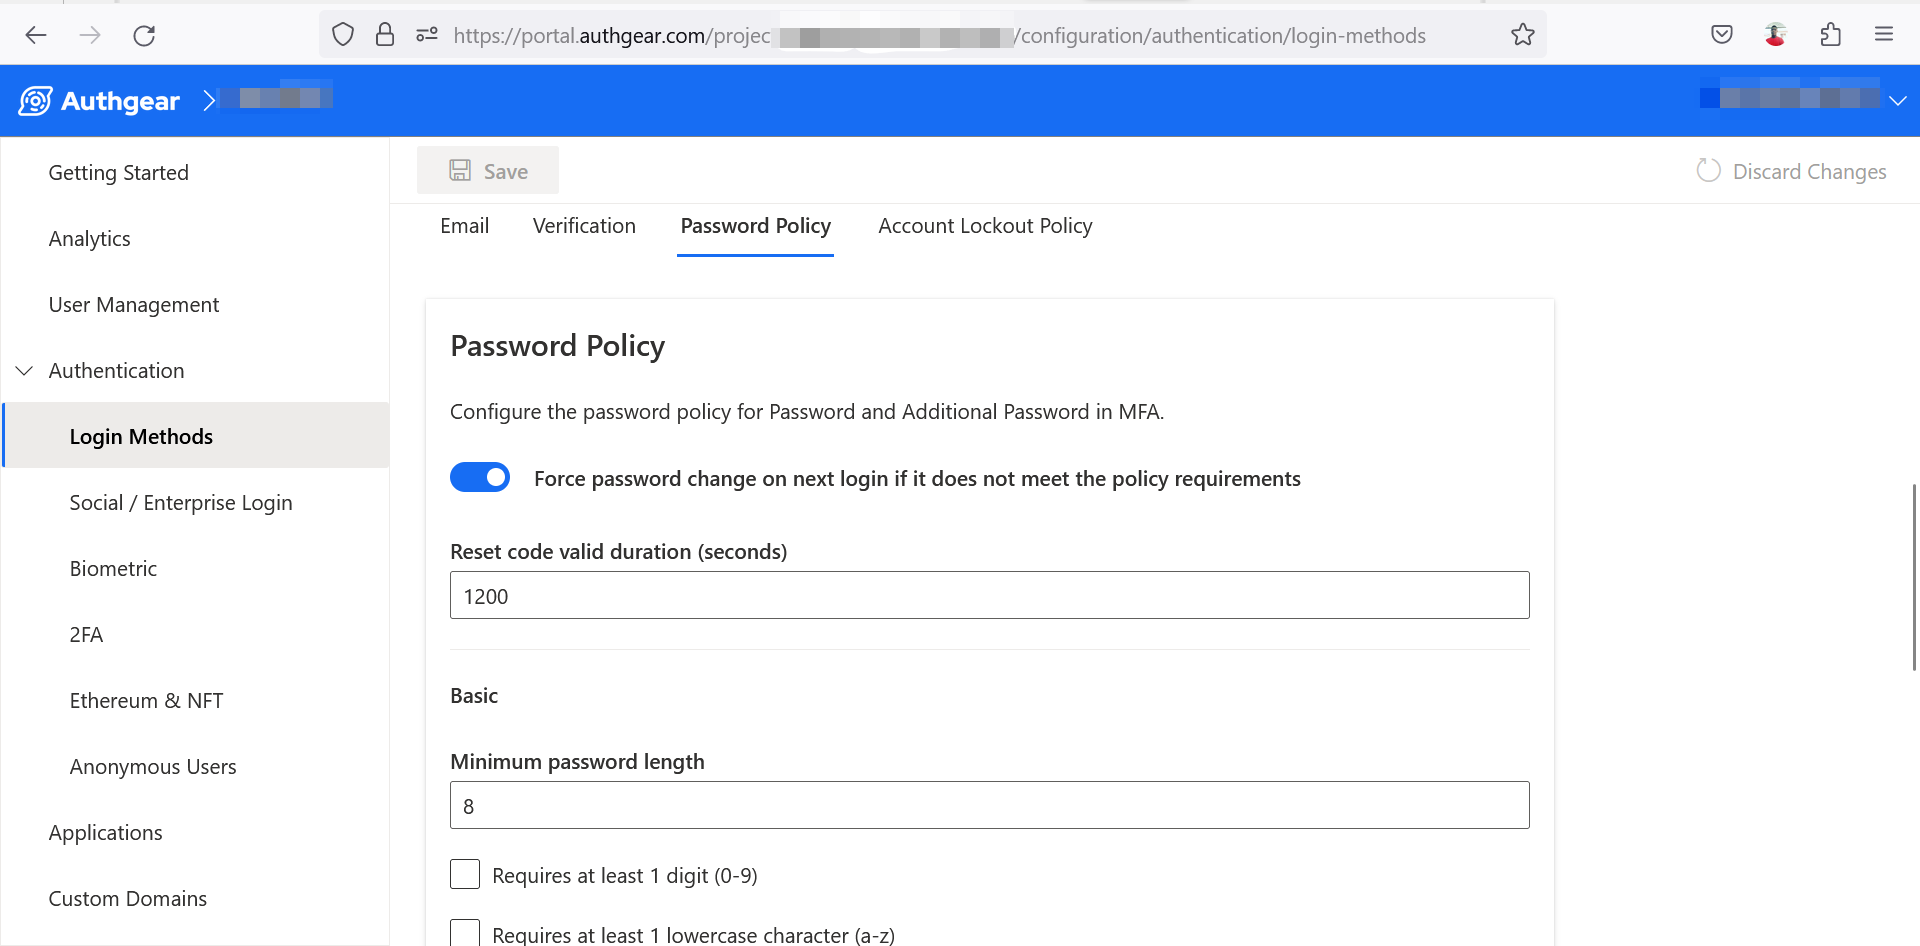 https://portal.authgear.com/projec
/configuration/authentication/login-methods
Authgear
Getting Started
Analytics
User Management
Authentication
Login Methods
Social / Enterprise Login
Biometric
2FA
Ethereum & NFT
Anonymous Users
Applications
Custom Domains
Save
Discard Changes
Email
Verification
Password Policy
Account Lockout Policy
Password Policy
Configure the password policy for Password and Additional Password in MFA.
Force password change on next login if it does not meet the policy requirements
Reset code valid duration (seconds)
1200
Basic
Minimum password length
8
Requires at least 1 digit (0-9)
Requires at least 1 lowercase character (a-z)